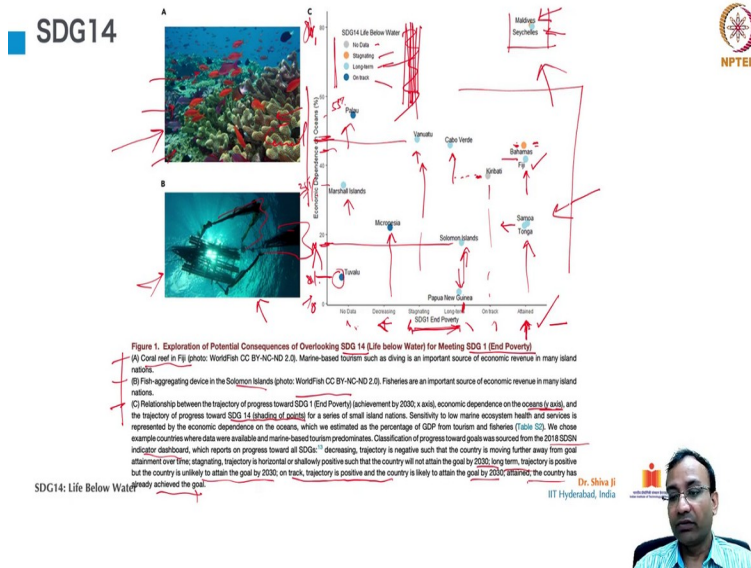 SDG14
A
B
C
SDG14 Life Below Water
No Data
Stagnating
Long-term
On track
Economic Dependence on Oceans (%)
80
60
40
20
0
Maldives
Seychelles
Palau
Vanuatu
Cabo Verde
Bahamas
Fiji
Kiribati
Marshall Islands
Micronesia
Samoa
Tonga
Solomon Islands
Tuvalu
Papua New Guinea
No Data
Decreasing
Stagnating
Long-term
On track
Attained
SDG1 End Poverty
NPTEL
Figure 1. Exploration of Potential Consequences of Overlooking SDG 14 (Life below Water) for Meeting SDG 1 (End Poverty)
(A) Coral reef in Fiji (photo: WorldFish CC BY-NC-ND 2.0). Marine-based tourism such as diving is an important source of economic revenue in many island
nations.
(B) Fish-aggregating device in the Solomon Islands (photo: WorldFish CC BY-NC-ND 2.0). Fisheries are an important source of economic revenue in many island
nations.
(C) Relationship between the trajectory of progress toward SDG 1 (End Poverty) (achievement by 2030; x axis), economic dependence on the oceans (y axis), and
the trajectory of progress toward SDG 14 (shading of points) for a series of small island nations. Sensitivity to low marine ecosystem health and services is
represented by the economic dependence on the oceans, which we estimated as the percentage of GDP from tourism and fisheries (Table S2). We chose
example countries where data were available and marine-based tourism predominates. Classification of progress toward goals was sourced from the 2018 SDSN
indicator dashboard, which reports on progress toward all SDGs: decreasing, trajectory is negative such that the country is moving further away from goal
attainment over time; stagnating, trajectory is horizontal or shallowly positive such that the country will not attain the goal by 2030; long term, trajectory is positive
but the country is unlikely to attain the goal by 2030; on track, trajectory is positive and the country is likely to attain the goal by 2030; attained, the country has
already achieved the goal.
SDG14: Life Below Water
Dr. Shiva Ji
IIT Hyderabad, India